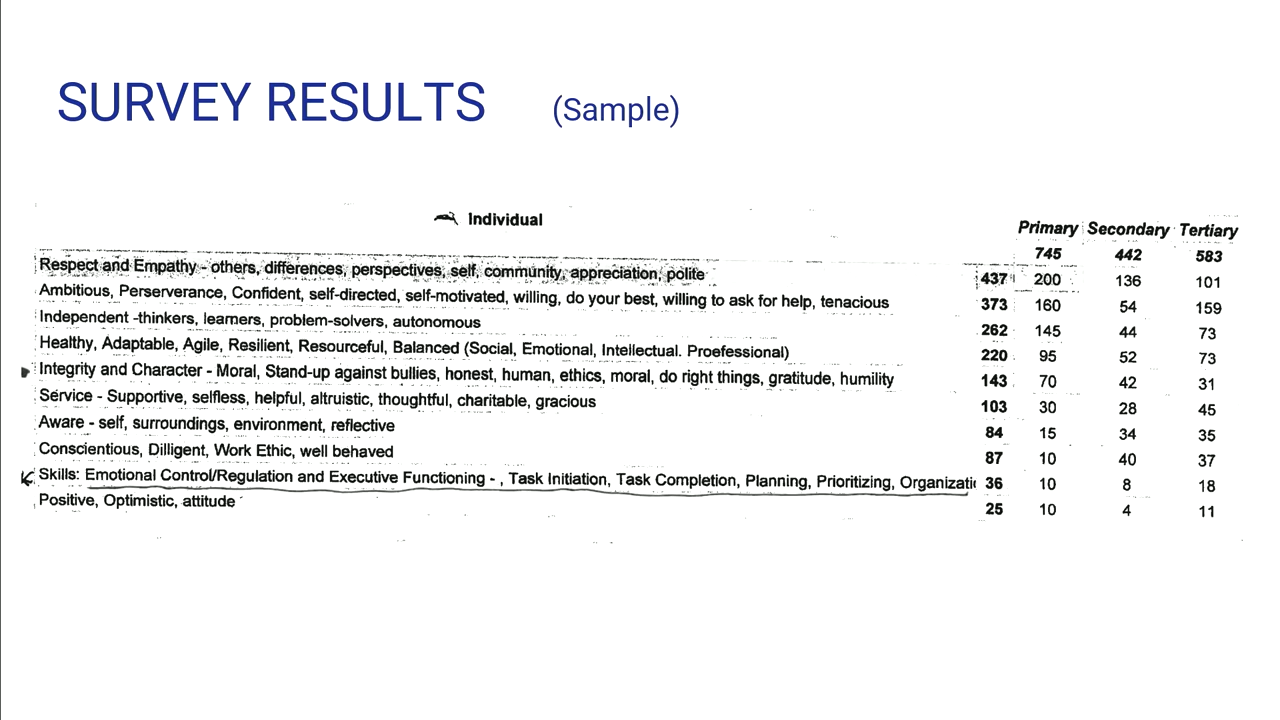 SURVEY RESULTS (Sample)
Individual
Primary Secondary Tertiary
745 442 583
Respect and Empathy - others, differences, perspectives, self, community, appreciation, polite 437 200 136 101
Ambitious, Perserverance, Confident, self-directed, self-motivated, willing, do your best, willing to ask for help, tenacious 373 160 54 159
Independent -thinkers, learners, problem-solvers, autonomous 262 145 44 73
Healthy, Adaptable, Agile, Resilient, Resourceful, Balanced (Social, Emotional, Intellectual. Proefessional) 220 95 52 73
Integrity and Character - Moral, Stand-up against bullies, honest, human, ethics, moral, do right things, gratitude, humility 143 70 42 31
Service - Supportive, selfless, helpful, altruistic, thoughtful, charitable, gracious 103 30 28 45
Aware - self, surroundings, environment, reflective 84 15 34 35
Conscientious, Dilligent, Work Ethic, well behaved 87 10 40 37
Skills: Emotional Control/Regulation and Executive Functioning - , Task Initiation, Task Completion, Planning, Prioritizing, Organizatio 36 10 8 18
Positive, Optimistic, attitude 25 10 4 11